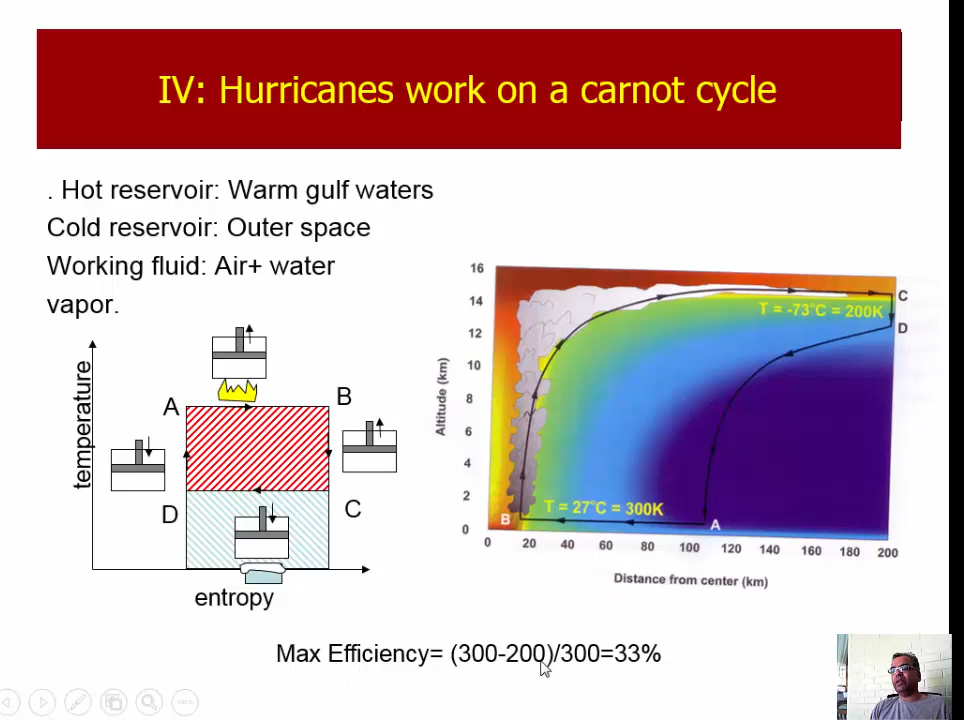 IV: Hurricanes work on a carnot cycle
. Hot reservoir: Warm gulf waters
Cold reservoir: Outer space
Working fluid: Air+ water
vapor.
temperature
A
B
D
C
entropy
16
14
12
10
8
6
4
2
0
Altitude (km)
C
T = -73°C = 200K
D
T = 27°C = 300K
B
A
0 20 40 60 80 100 120 140 160 180 200
Distance from center (km)
Max Efficiency= (300-200)/300=33%